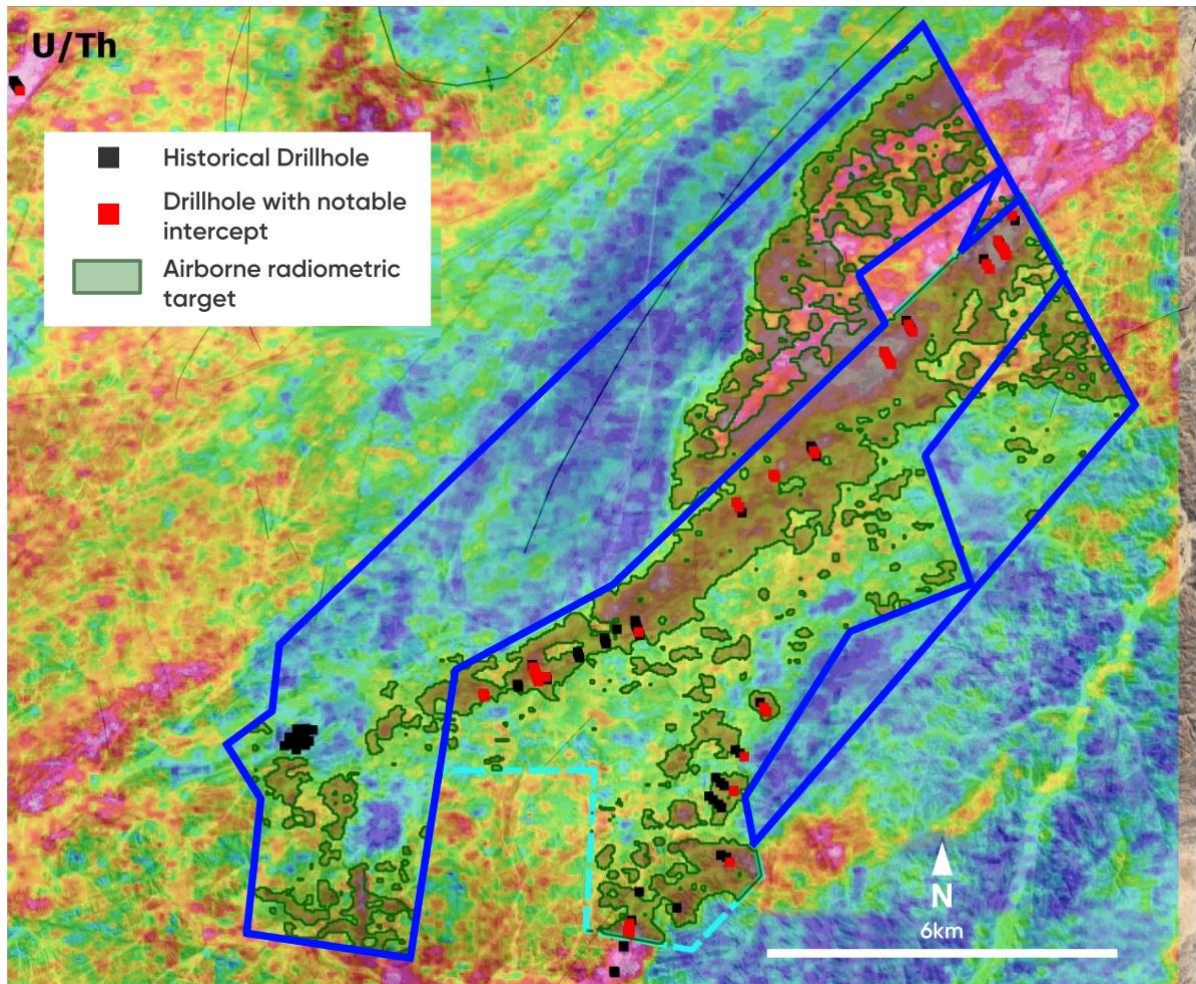 U/Th
Historical Drillhole
Drillhole with notable
intercept
Airborne radiometric
target
N
6km